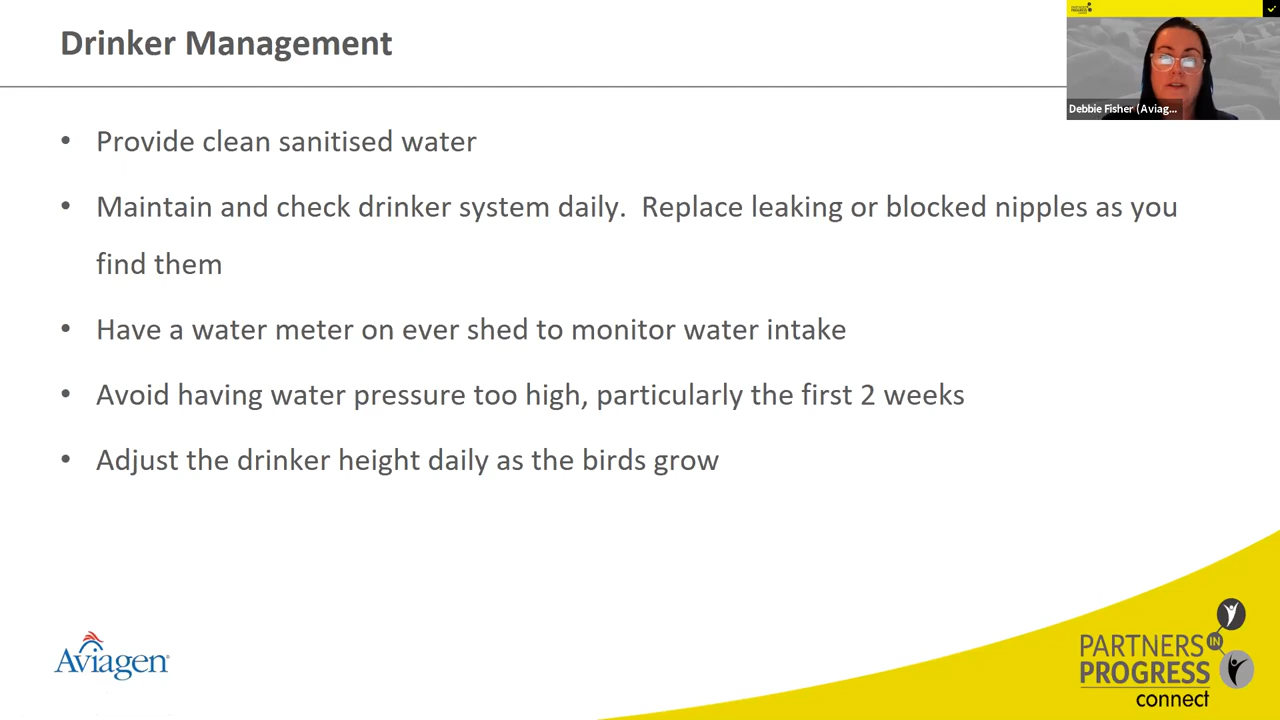 Drinker Management
Debbie Fisher (Aviag...
• Provide clean sanitised water
• Maintain and check drinker system daily. Replace leaking or blocked nipples as you
find them
• Have a water meter on ever shed to monitor water intake
• Avoid having water pressure too high, particularly the first 2 weeks
• Adjust the drinker height daily as the birds grow
Aviagen
PARTNERS
IN
PROGRESS
connect